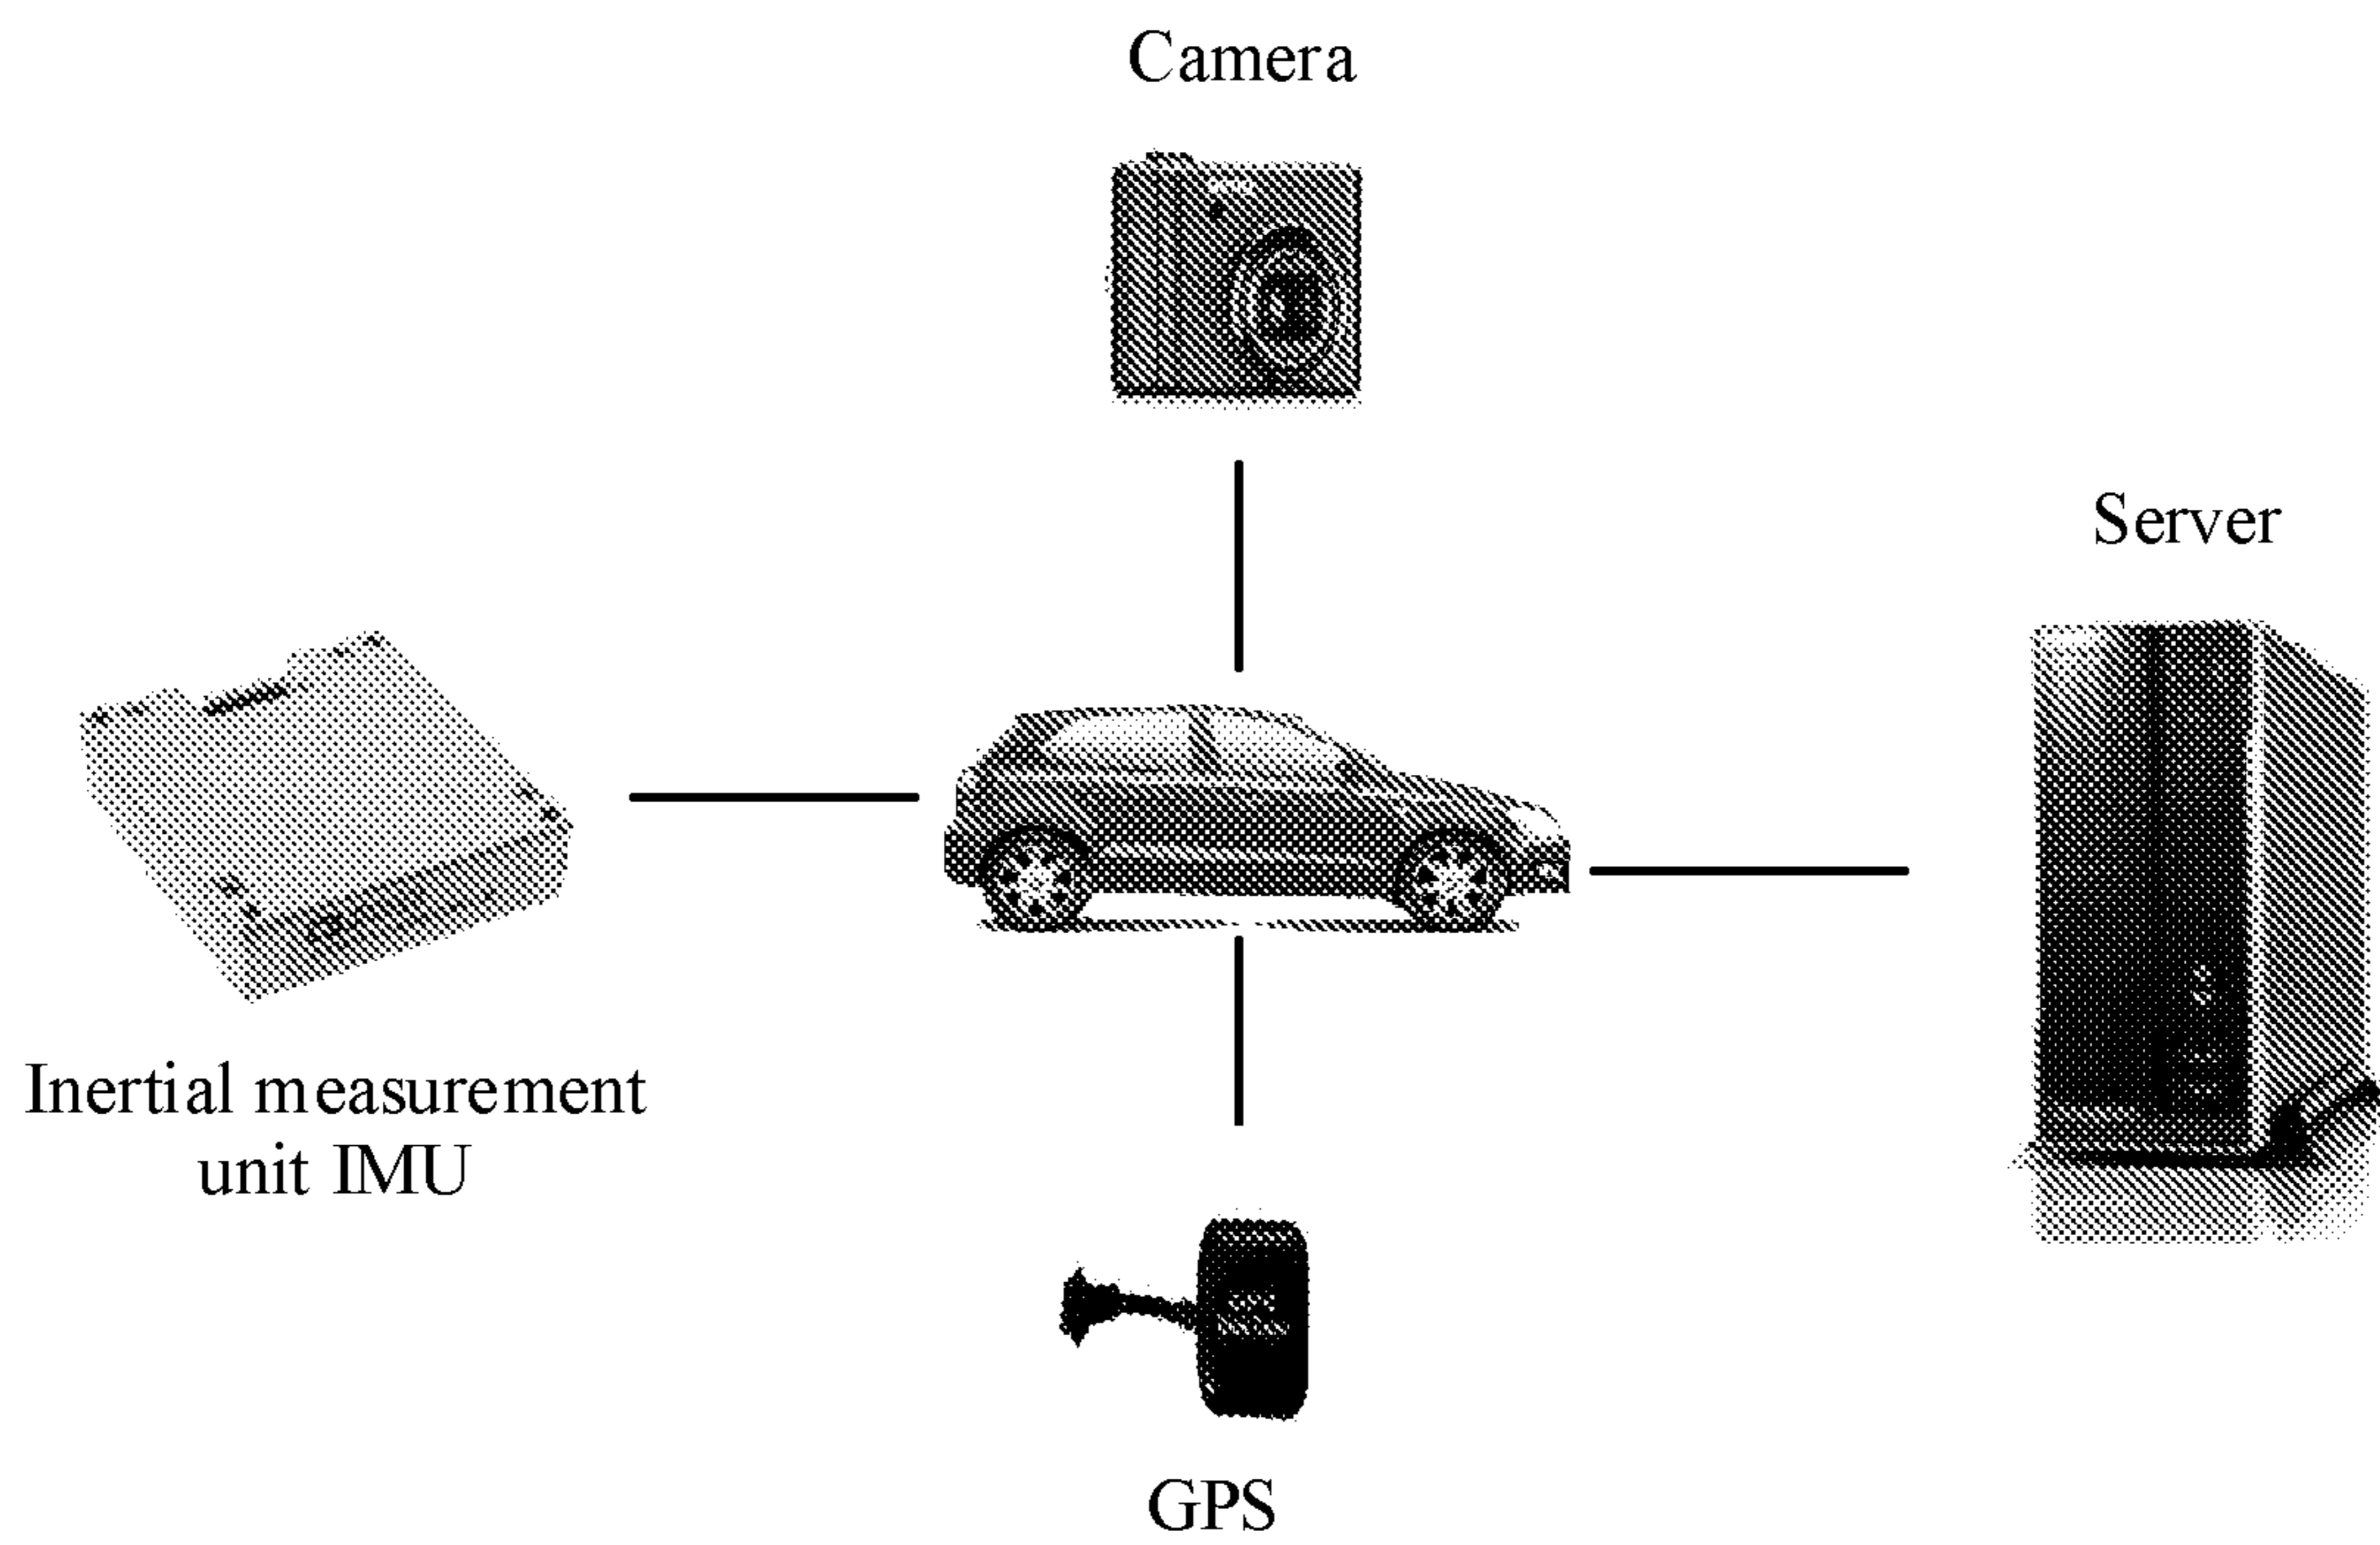 Camera
Server
Inertial measurement
unit IMU
GPS